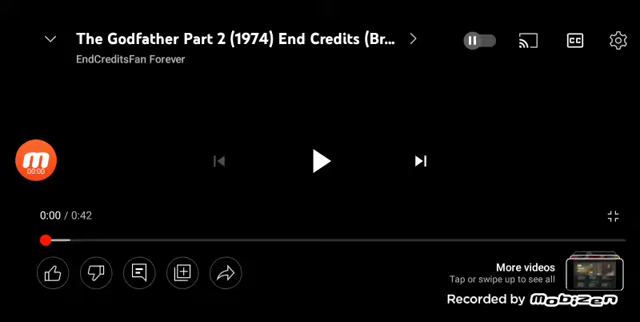 The Godfather Part 2 (1974) End Credits (Br...
EndCreditsFan Forever
CC
m
00:00
0:00 / 0:42
More videos
Tap or swipe up to see all
Recorded by Mobizen